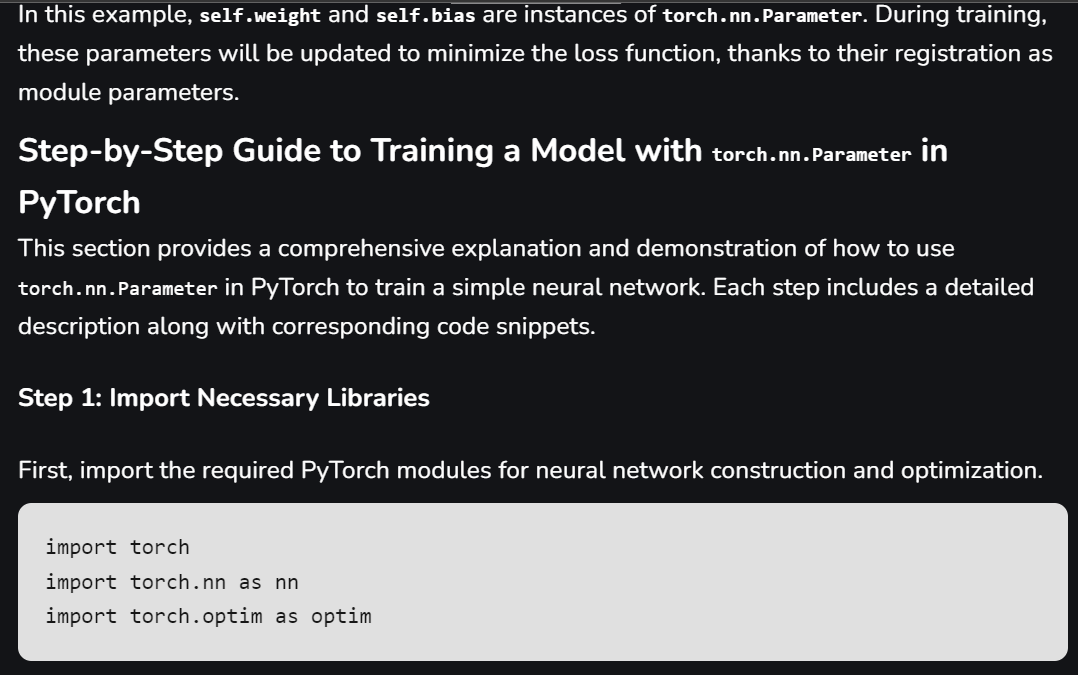 In this example, self.weight and self.bias are instances of torch.nn.Parameter. During training,
these parameters will be updated to minimize the loss function, thanks to their registration as
module parameters.
Step-by-Step Guide to Training a Model with torch.nn.Parameter in
PyTorch
This section provides a comprehensive explanation and demonstration of how to use
torch.nn.Parameter in PyTorch to train a simple neural network. Each step includes a detailed
description along with corresponding code snippets.
Step 1: Import Necessary Libraries
First, import the required PyTorch modules for neural network construction and optimization.
import torch
import torch.nn as nn
import torch.optim as optim